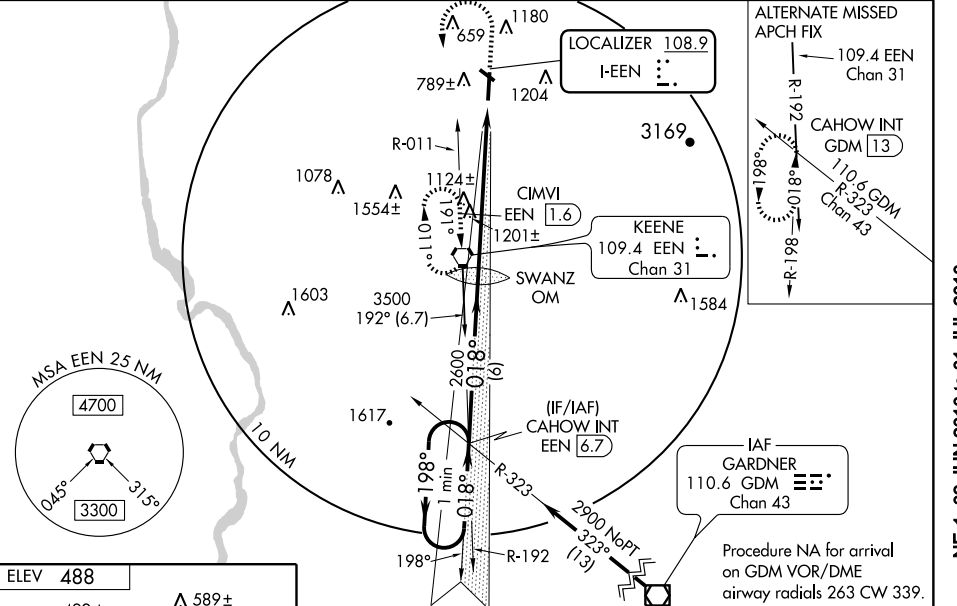 1180
659
LOCALIZER 108.9
I-EEN
789±
1204
ALTERNATE MISSED
APCH FIX
109.4 EEN
Chan 31
R-192
CAHOW INT
GDM 13
198°
018°
110.6 GDM
R-323
Chan 43
R-198
3169
R-011
1078
1554±
1124±
191°
011°
CIMVI
EEN 1.6
1201±
KEENE
109.4 EEN
Chan 31
SWANZ
OM
1603
3500
192° (6.7)
1584
MSA EEN 25 NM
4700
045°
315°
3300
2600
018°
(6)
1617
(IF/IAF)
CAHOW INT
EEN 6.7
10 NM
198°
1 min
018°
R-323
IAF
GARDNER
110.6 GDM
Chan 43
2900 NoPT
323°
(13)
198°
R-192
Procedure NA for arrival
on GDM VOR/DME
airway radials 263 CW 339.
ELEV 488
589±